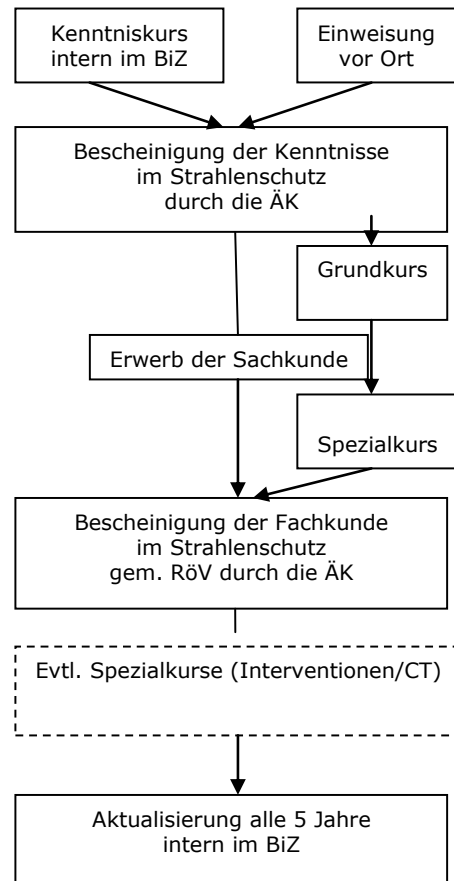 Kenntniskurs
intern im BiZ
Einweisung
vor Ort
Bescheinigung der Kenntnisse
im Strahlenschutz
durch die ÄK
Grundkurs
Erwerb der Sachkunde
Spezialkurs
Bescheinigung der Fachkunde
im Strahlenschutz
gem. RöV durch die ÄK
Evtl. Spezialkurse (Interventionen/CT)
Aktualisierung alle 5 Jahre
intern im BiZ